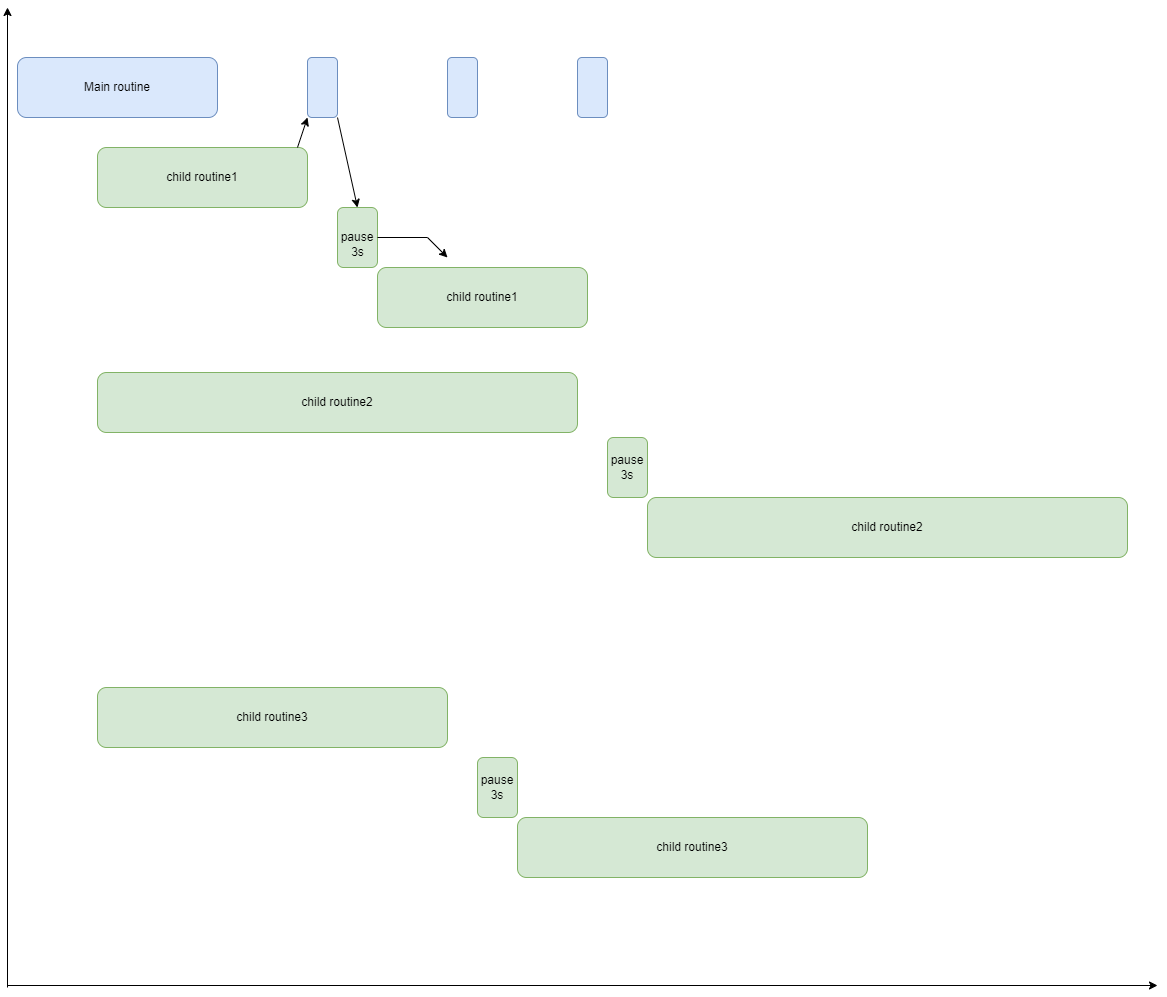 Main routine
child routine1
pause
3s
child routine1
child routine2
pause
3s
child routine2
child routine3
pause
3s
child routine3